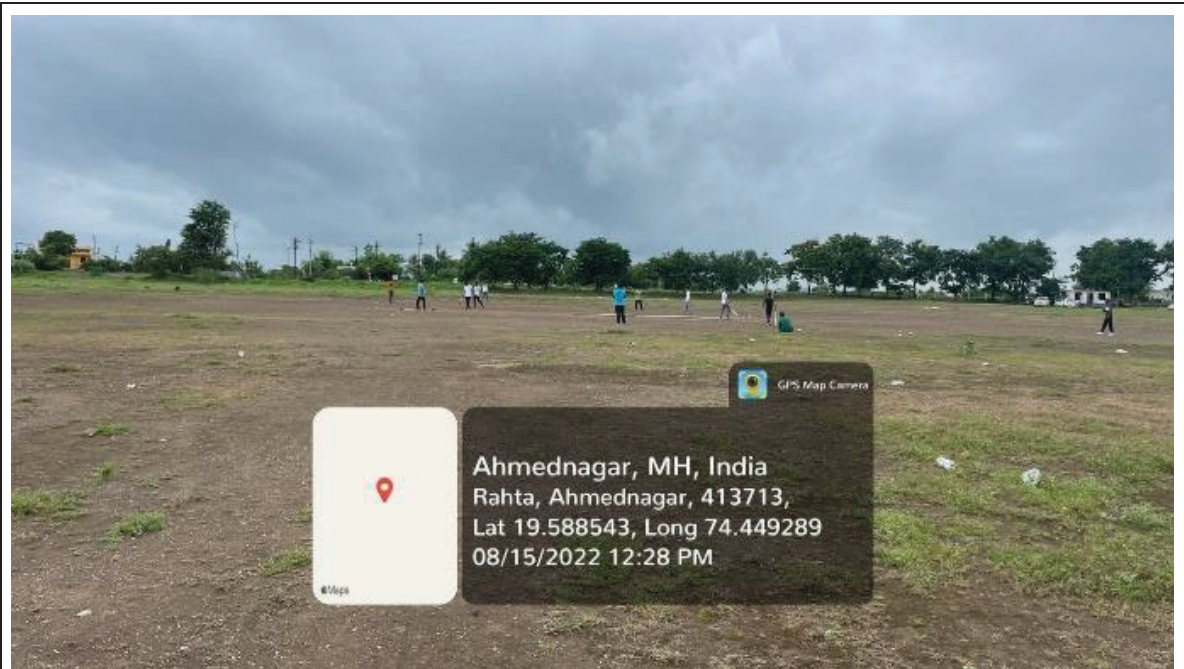 GPS Map Camera
Ahmednagar, MH, India
Rahta, Ahmednagar, 413713,
Lat 19.588543, Long 74.449289
08/15/2022 12:28 PM
Maps